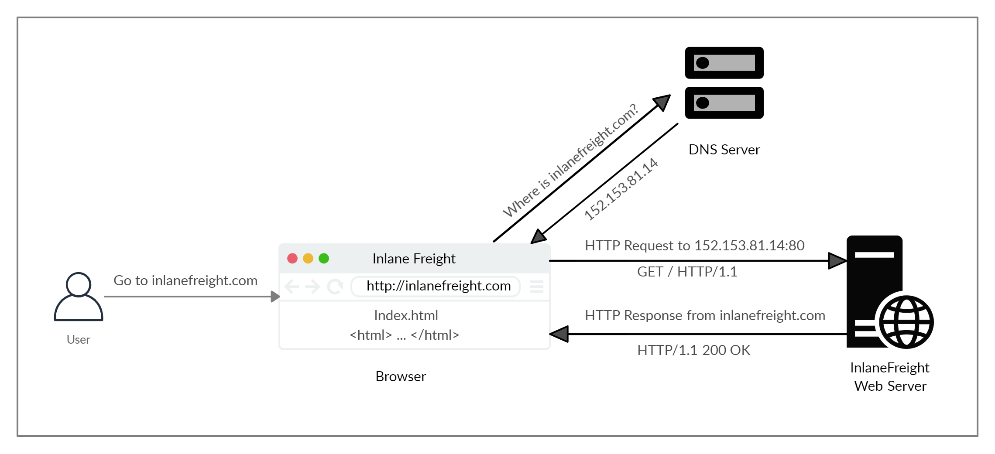 Where is inlanefreight.com?
152.153.81.14
DNS Server
Go to inlanefreight.com
User
Inlane Freight
http://inlanefreight.com
Index.html
<html> ... </html>
Browser
HTTP Request to 152.153.81.14:80
GET / HTTP/1.1
HTTP Response from inlanefreight.com
HTTP/1.1 200 OK
InlaneFreight
Web Server